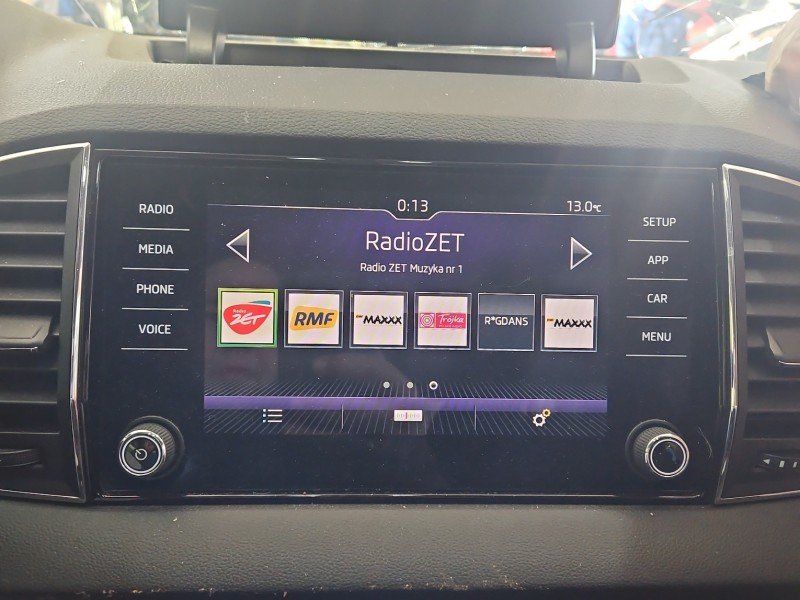 RADIO
MEDIA
PHONE
VOICE
0:13
13.0°C
RadioZET
Radio ZET Muzyka nr 1
Radio
ZET
RMF
MAXXX
Trójka
R*GDANS
MAXXX
SETUP
APP
CAR
MENU